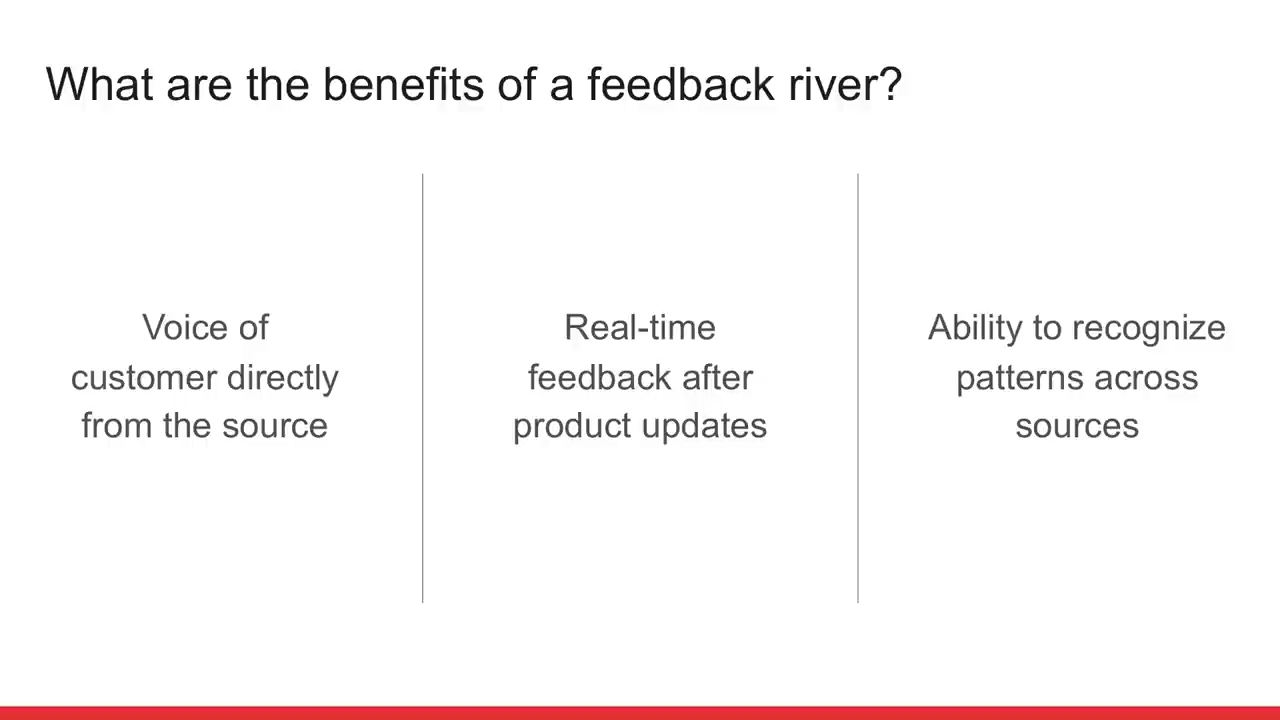 What are the benefits of a feedback river?
Voice of
customer directly
from the source
Real-time
feedback after
product updates
Ability to recognize
patterns across
sources